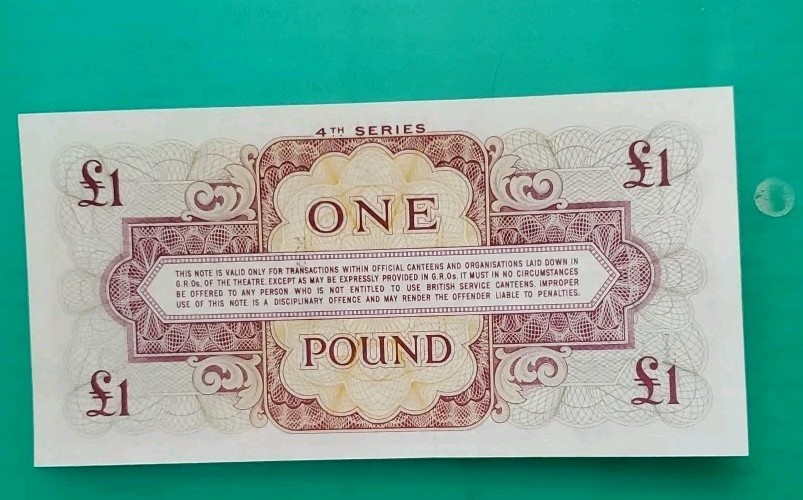 4TH SERIES
£1
£1
ONE
THIS NOTE IS VALID ONLY FOR TRANSACTIONS WITHIN OFFICIAL CANTEENS AND ORGANISATIONS LAID DOWN IN
G.R.Os. OF THE THEATRE, EXCEPT AS MAY BE EXPRESSLY PROVIDED IN G.R.Os. IT MUST IN NO CIRCUMSTANCES
BE OFFERED TO ANY PERSON WHO IS NOT ENTITLED TO USE BRITISH SERVICE CANTEENS. IMPROPER
USE OF THIS NOTE IS A DISCIPLINARY OFFENCE AND MAY RENDER THE OFFENDER LIABLE TO PENALTIES.
POUND
£1
£1